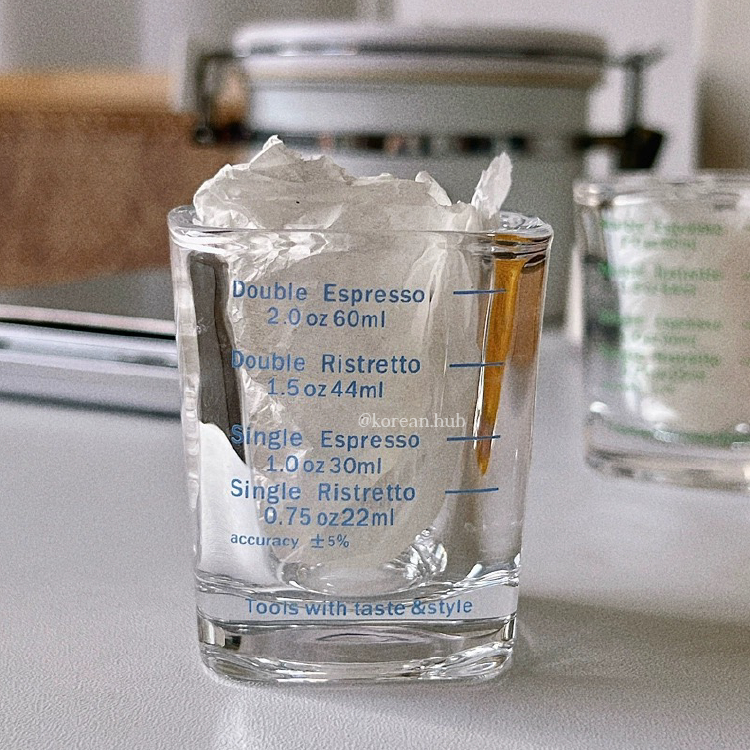 Double Espresso
2.0 oz 60ml
Double Ristretto
1.5 oz 44ml
@korean.hub
Single Espresso
1.0 oz 30ml
Single Ristretto
0.75 oz 22ml
accuracy ±5%
Tools with taste & style